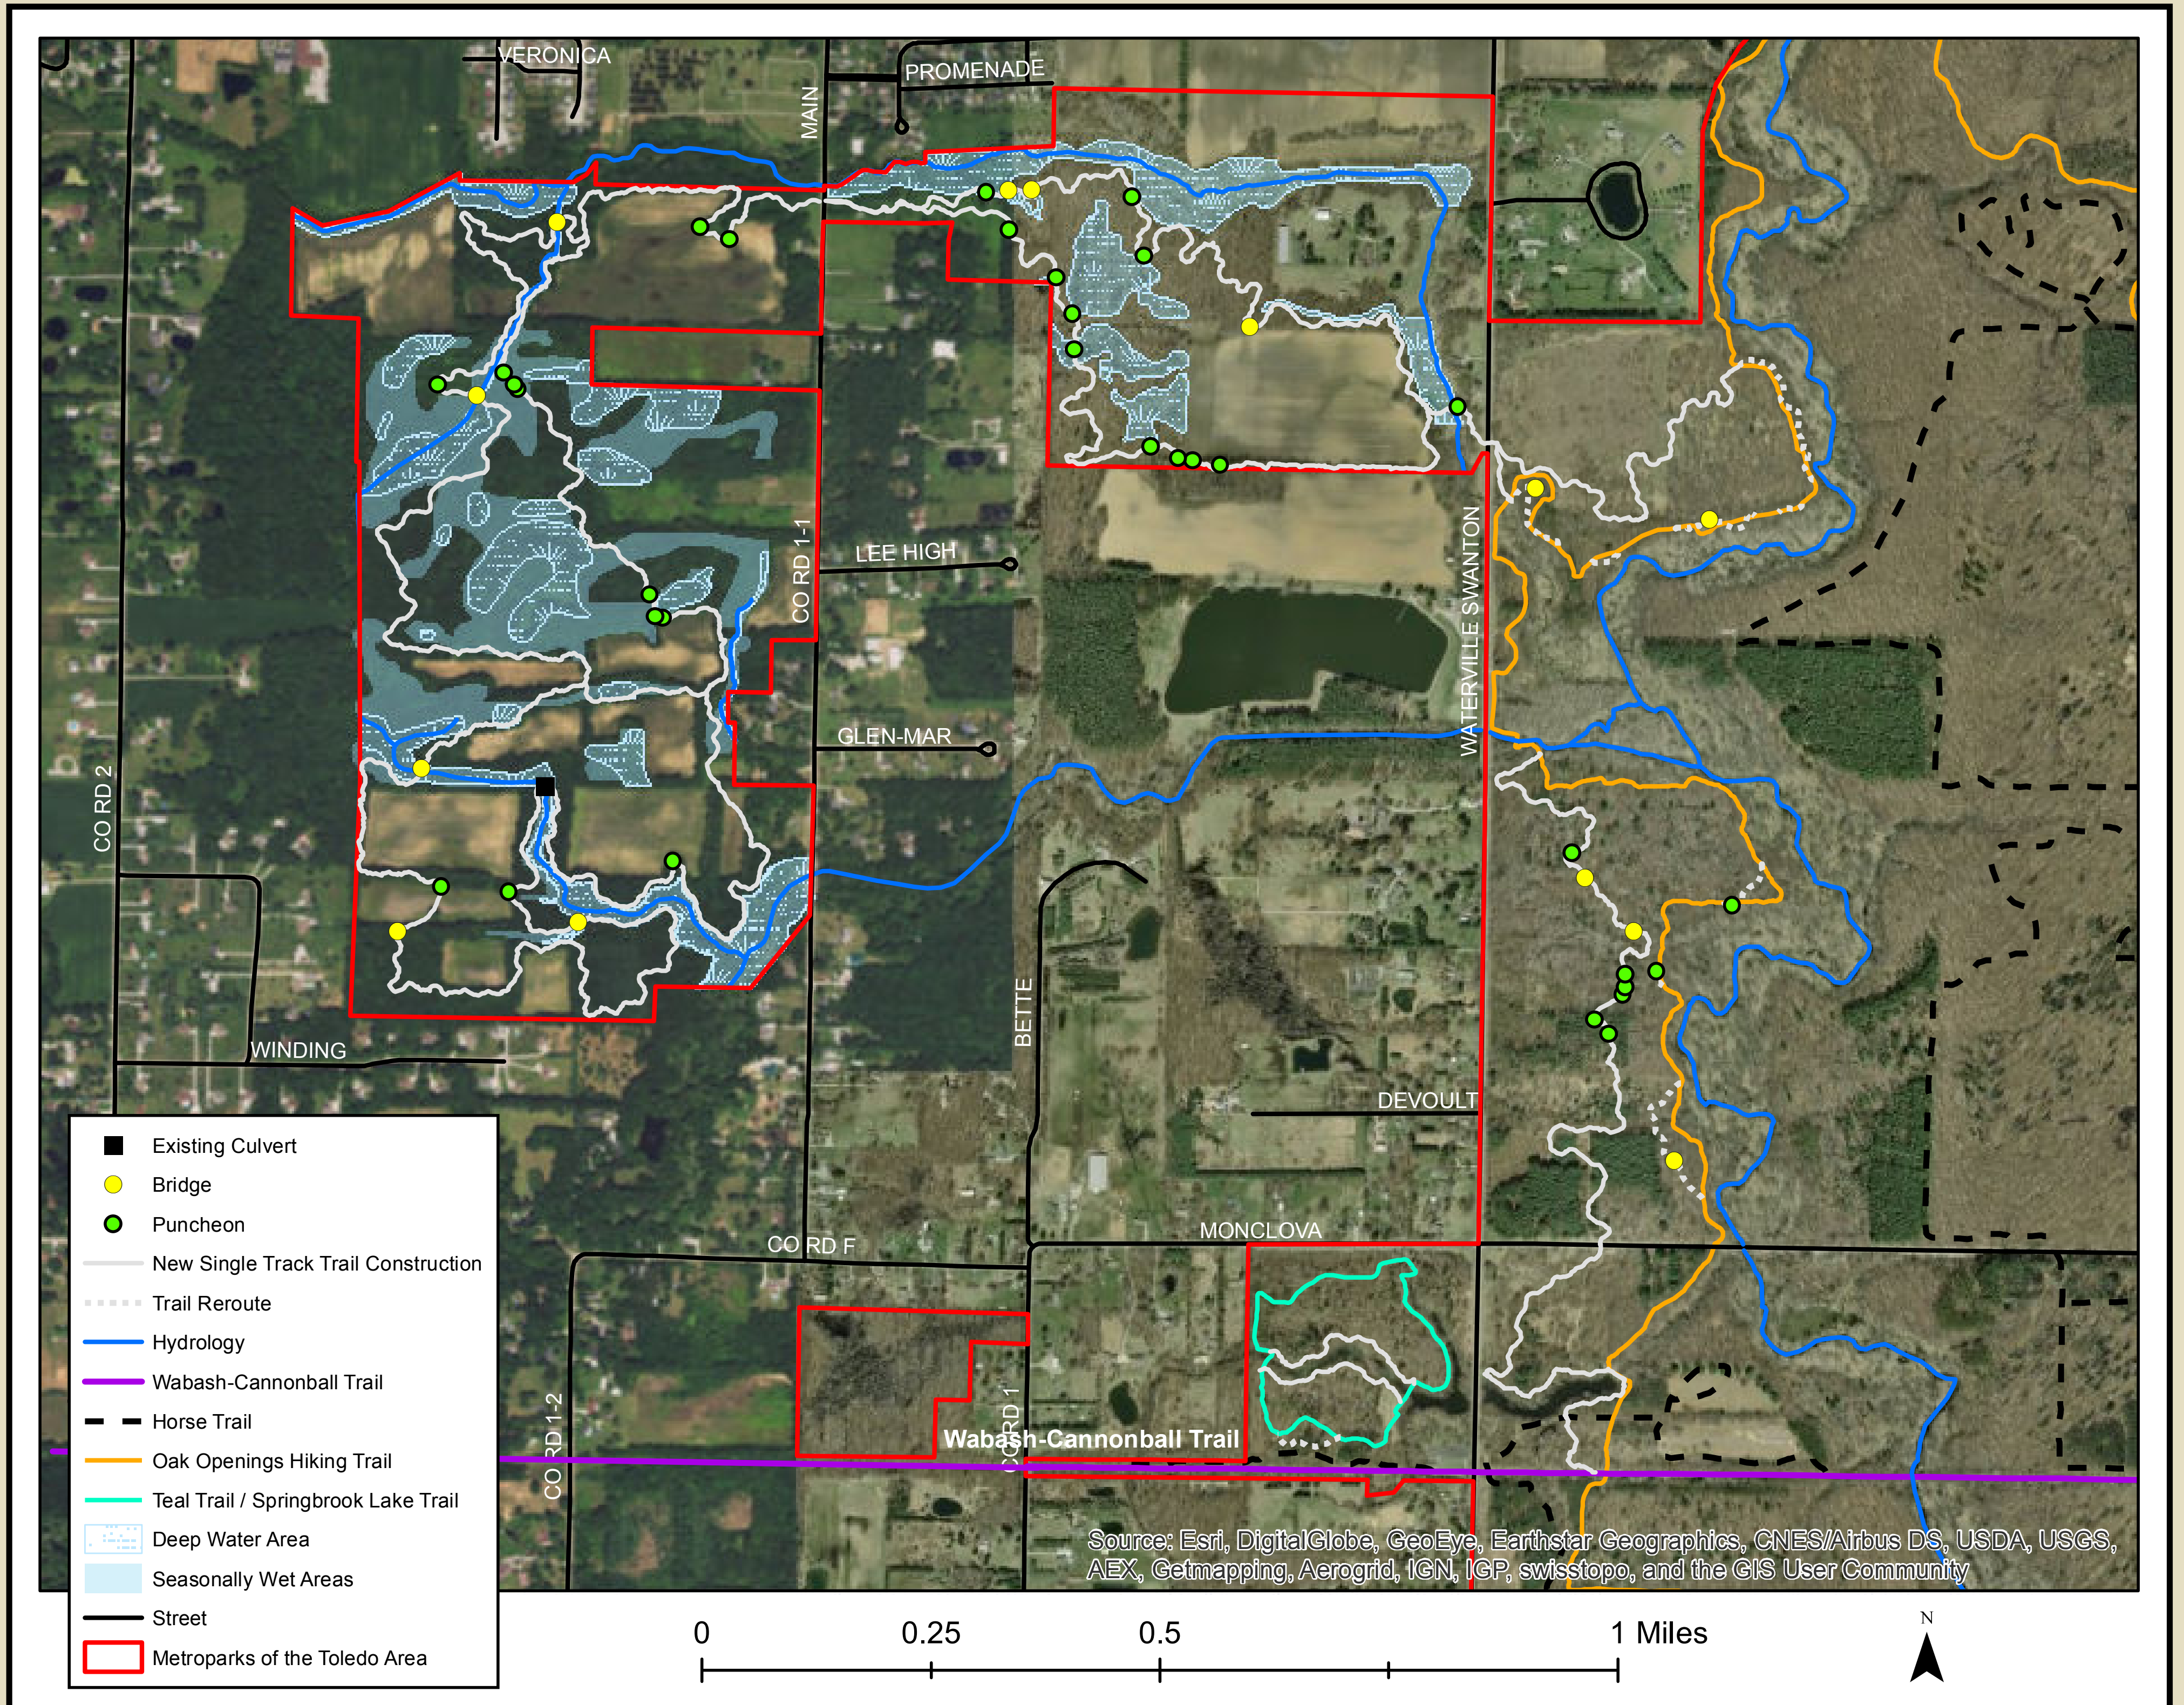 VERONICA
PROMENADE
MAIN
CO RD 1-1
LEE HIGH
WATERVILLE SWANTON
GLEN-MAR
CO RD 2
BETTE
WINDING
DEVOULT
MONCLOVA
CO RD F
CO RD 1-2
CO RD 1
Wabash-Cannonball Trail
Existing Culvert
Bridge
Puncheon
New Single Track Trail Construction
Trail Reroute
Hydrology
Wabash-Cannonball Trail
Horse Trail
Oak Openings Hiking Trail
Teal Trail / Springbrook Lake Trail
Deep Water Area
Seasonally Wet Areas
Street
Metroparks of the Toledo Area
Source: Esri, DigitalGlobe, GeoEye, Earthstar Geographics, CNES/Airbus DS, USDA, USGS,
AEX, Getmapping, Aerogrid, IGN, IGP, swisstopo, and the GIS User Community
0 0.25 0.5 1 Miles
N